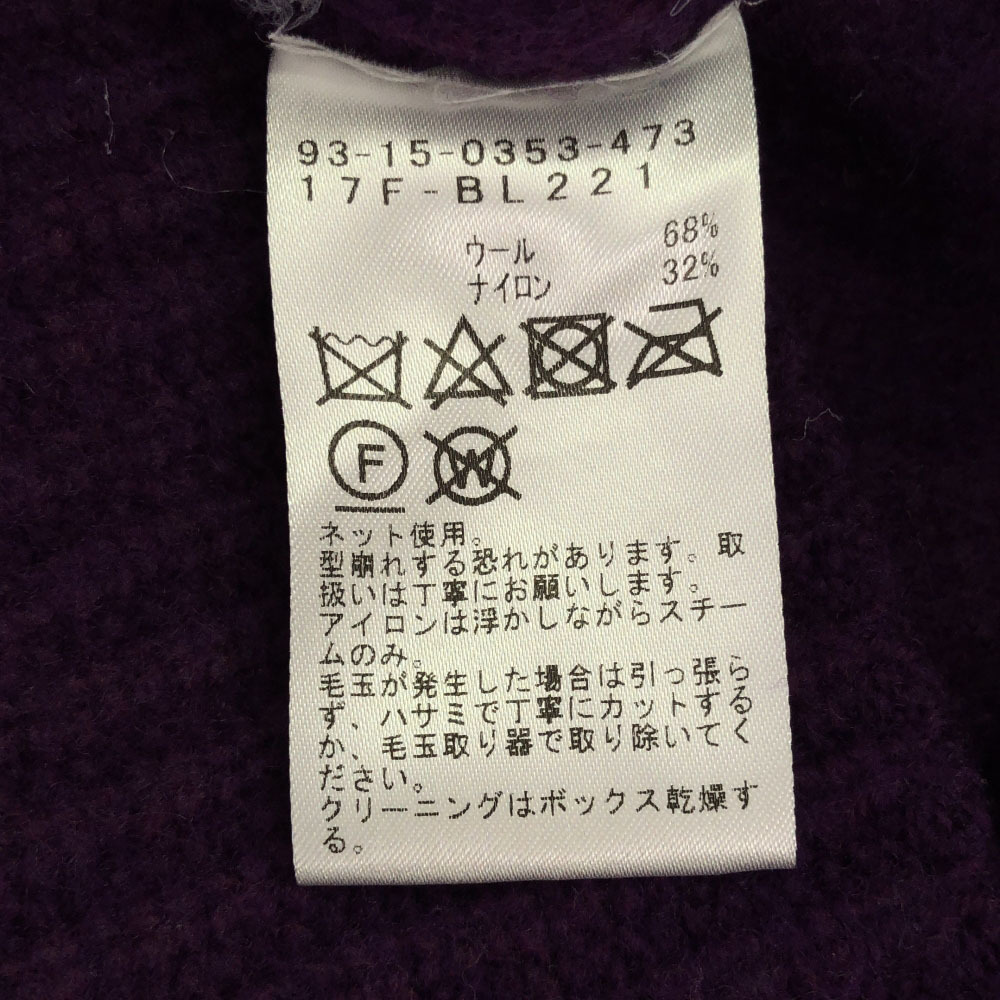 93-15-0353-473
17F-BL221
ウール 68%
ナイロン 32%
F W
ネット使用。
型崩れする恐れがあります。取
扱いは丁寧にお願いします。
アイロンは浮かしながらスチー
ムのみ。
毛玉が発生した場合は引っ張ら
ず、ハサミで丁寧にカットする
か、毛玉取り器で取り除いてく
ださい。
クリーニングはボックス乾燥す
る。